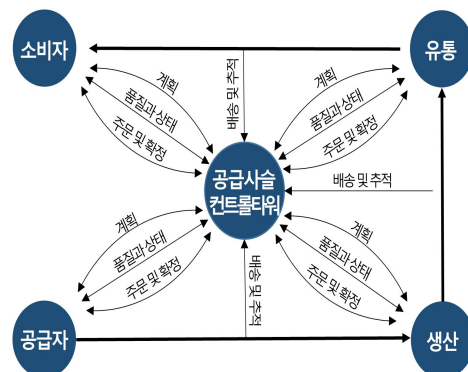 소비자
유통
계획
품질과 상태
주문 및 확정
배송 및 추적
계획
품질과 상태
주문 및 확정
공급사슬
컨트롤타워
배송 및 추적
계획
품질과 상태
주문 및 확정
배송 및 추적
계획
품질과 상태
주문 및 확정
공급자
생산